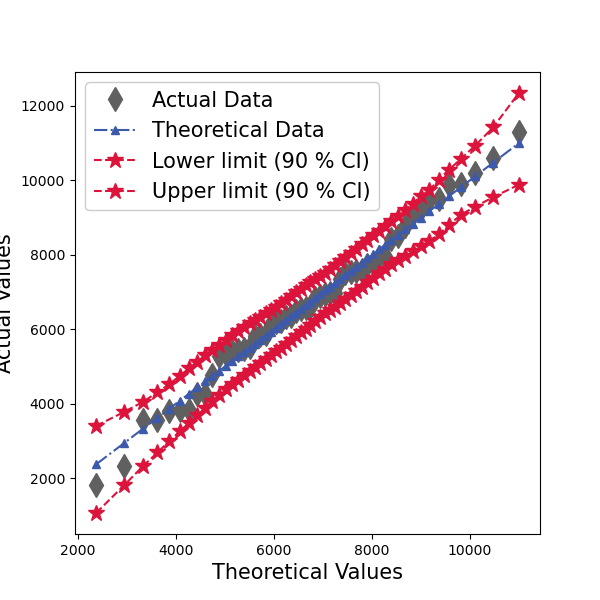 Actual Data
Theoretical Data
Lower limit (90 % CI)
Upper limit (90 % CI)
12000
10000
8000
6000
4000
2000
Actual Values
2000 4000 6000 8000 10000
Theoretical Values